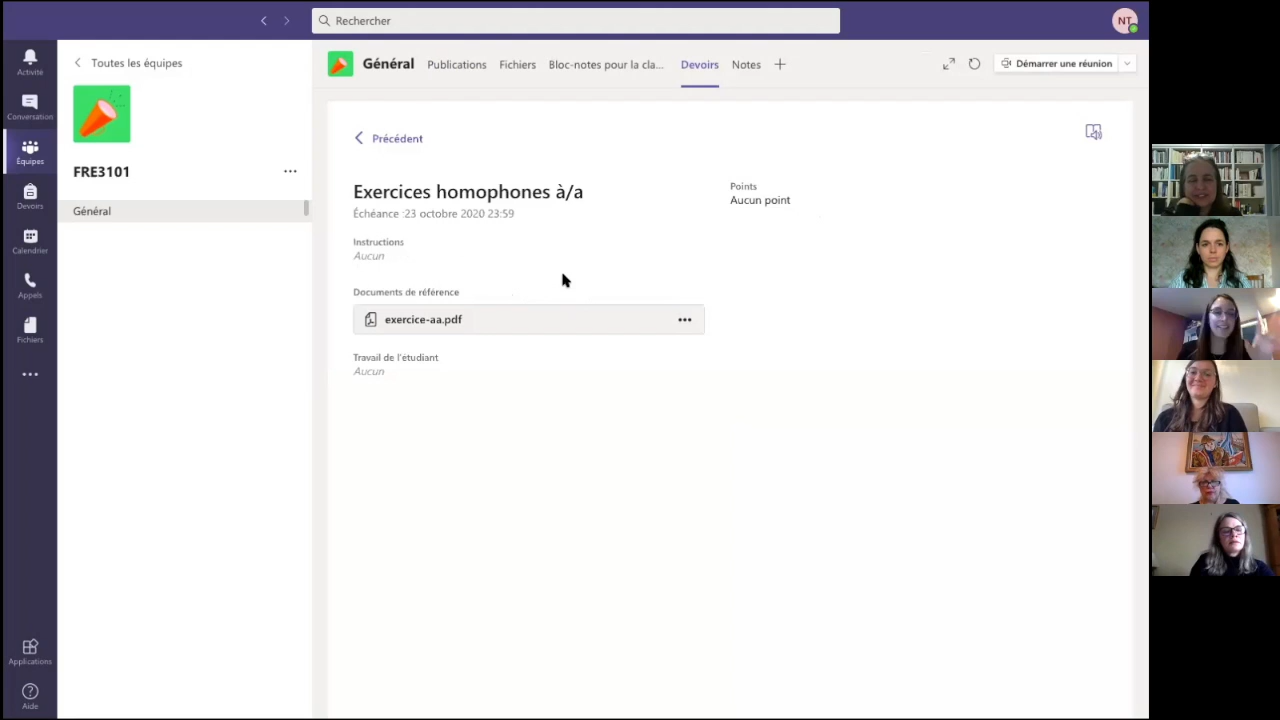 Rechercher
NT
Activité
Conversation
Équipes
Devoirs
Calendrier
Appels
Fichiers
Applications
Aide
Toutes les équipes
FRE3101
Général
Général
Publications
Fichiers
Bloc-notes pour la cla...
Devoirs
Notes
Démarrer une réunion
Précédent
Exercices homophones à/a
Échéance :23 octobre 2020 23:59
Points
Aucun point
Instructions
Aucun
Documents de référence
exercice-aa.pdf
Travail de l'étudiant
Aucun